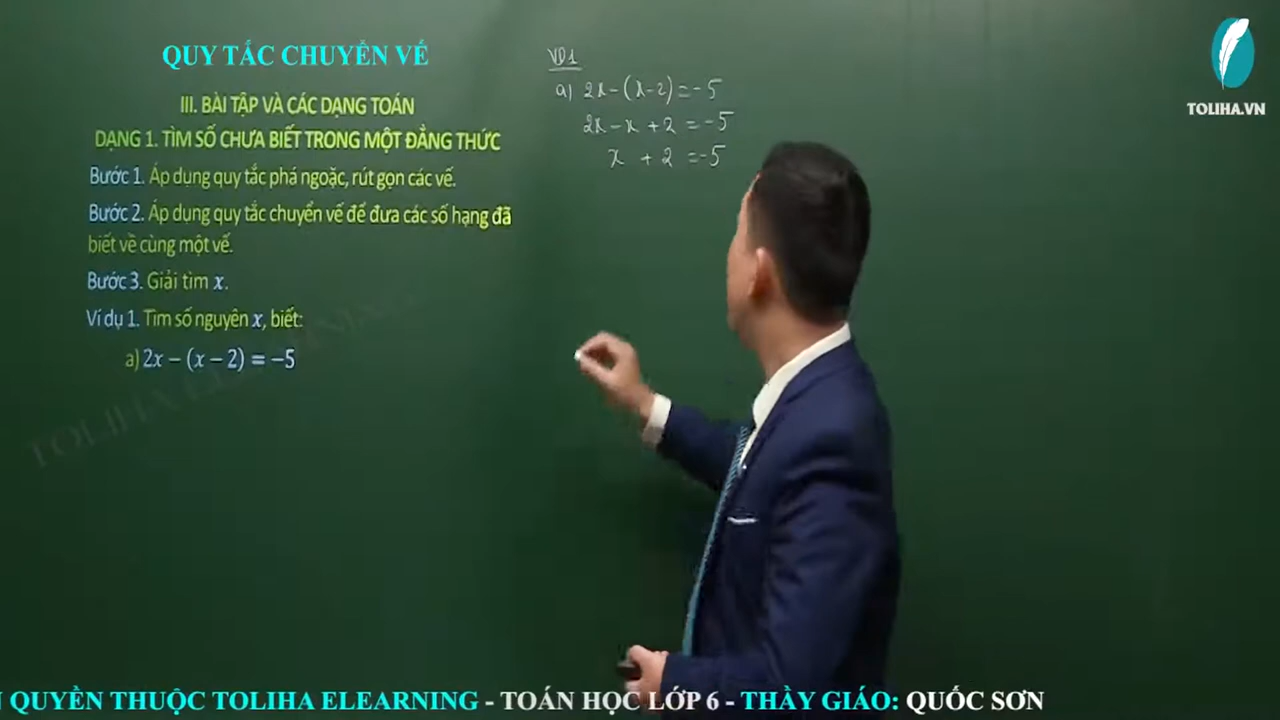 QUY TẮC CHUYỂN VẾ
III. BÀI TẬP VÀ CÁC DẠNG TOÁN
DẠNG 1. TÌM SỐ CHƯA BIẾT TRONG MỘT ĐẲNG THỨC
Bước 1. Áp dụng quy tắc phá ngoặc, rút gọn các vế.
Bước 2. Áp dụng quy tắc chuyển vế để đưa các số hạng đã
biết về cùng một vế.
Bước 3. Giải tìm x.
Ví dụ 1. Tìm số nguyên x, biết:
a) 2x − (x − 2) = −5
VD1
a) 2x - (x - 2) = -5
2x - x + 2 = -5
x + 2 = -5
TOLIHA.VN
QUYỀN THUỘC TOLIHA ELEARNING - TOÁN HỌC LỚP 6 - THẦY GIÁO: QUỐC SƠN